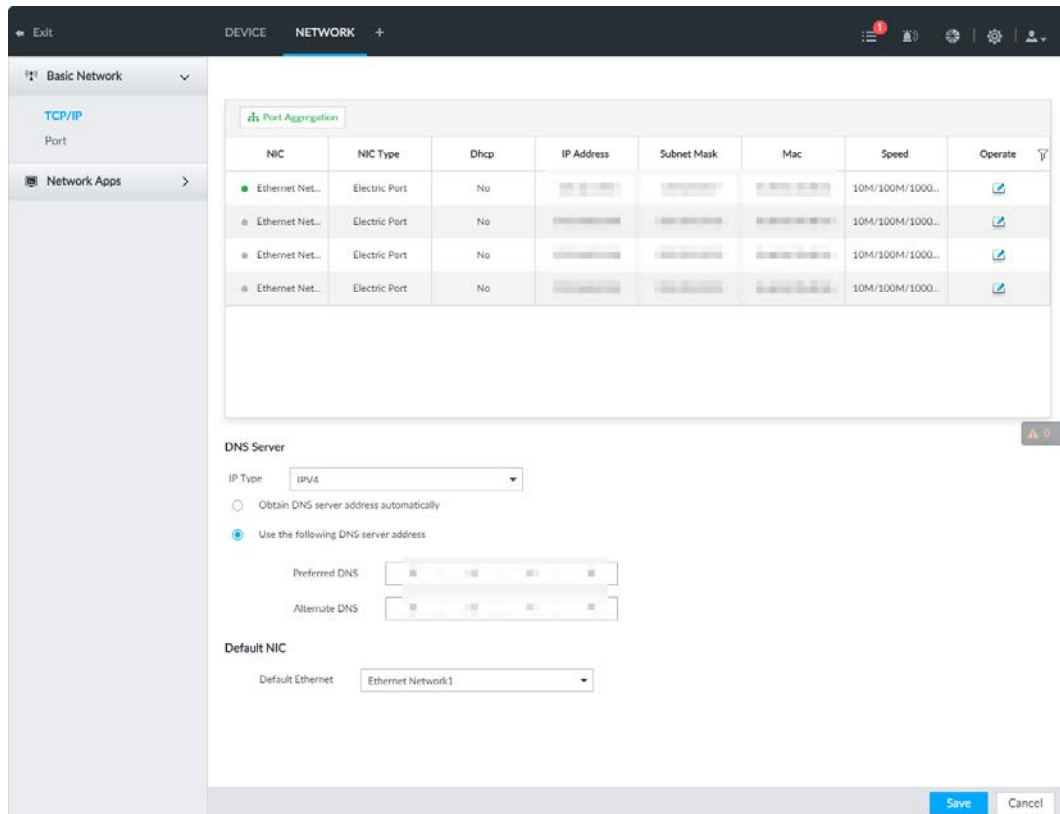 Exit DEVICE NETWORK + 1
Basic Network
TCP/IP
Port
Network Apps
Port Aggregation
NIC NIC Type Dhcp IP Address Subnet Mask Mac Speed Operate
Ethernet Net... Electric Port No 10M/100M/1000...
Ethernet Net... Electric Port No 10M/100M/1000...
Ethernet Net... Electric Port No 10M/100M/1000...
Ethernet Net... Electric Port No 10M/100M/1000...
0
DNS Server
IP Type IPV4
Obtain DNS server address automatically
Use the following DNS server address
Preferred DNS
Alternate DNS
Default NIC
Default Ethernet Ethernet Network1
Save Cancel